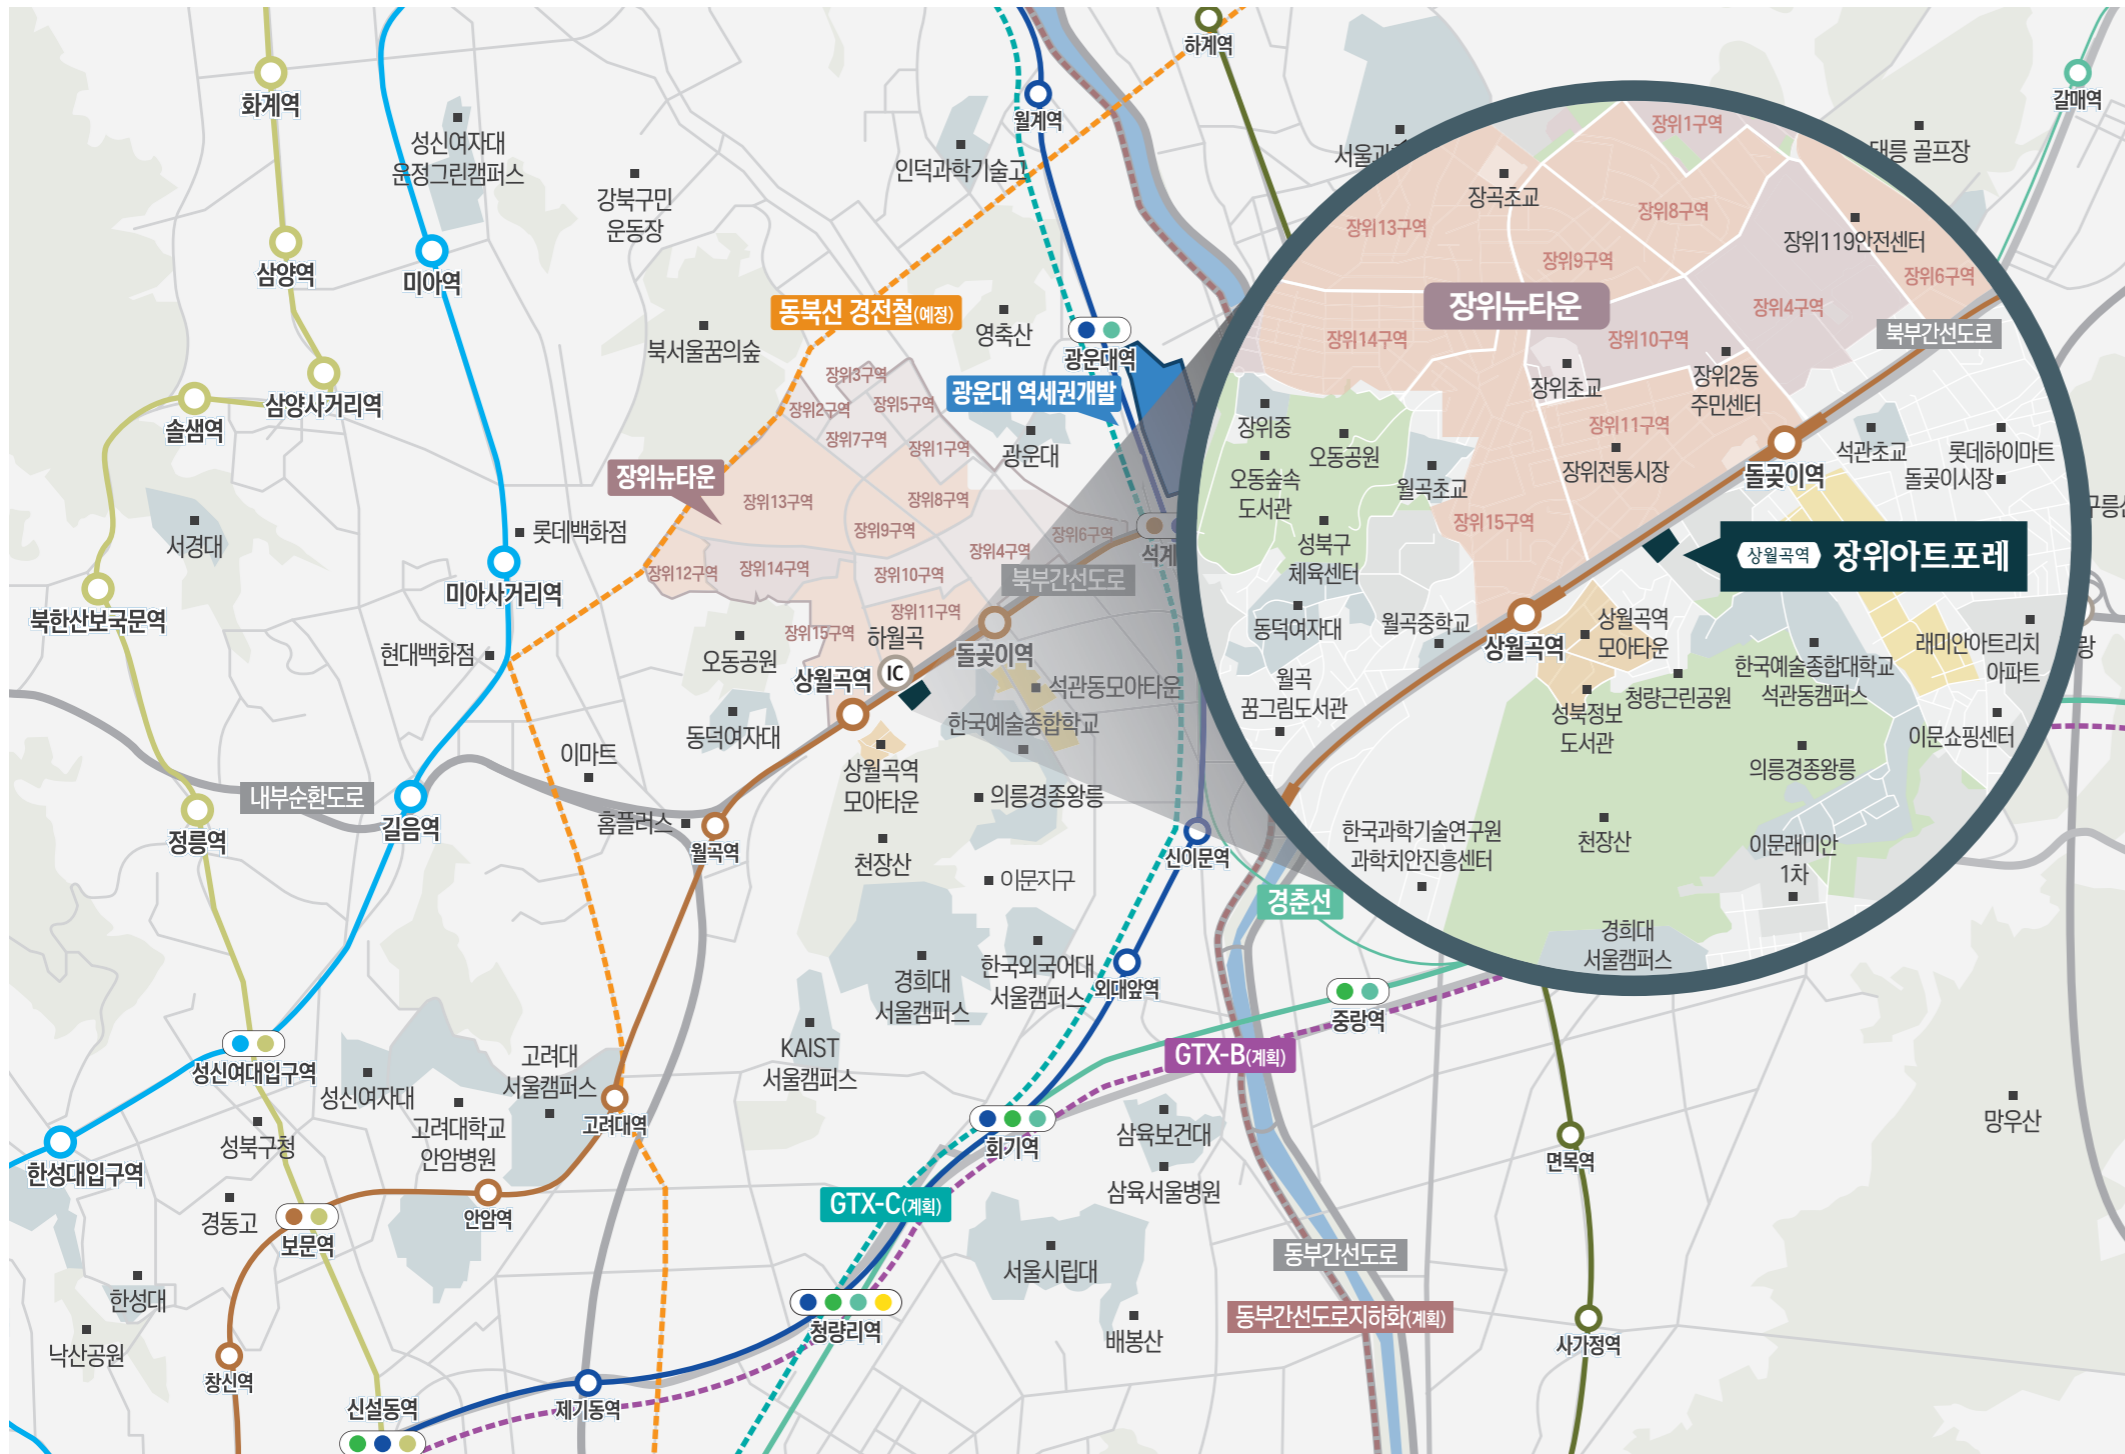 하계역
화계역
월계역
갈매역
성신여자대
운정그린캠퍼스
인덕과학기술고
강북구민
운동장
삼양역
미아역
동북선 경전철(예정)
영축산
북서울꿈의숲
광운대역
광운대 역세권개발
삼양사거리역
솔샘역
장위3구역
장위2구역
장위5구역
장위7구역
장위1구역
광운대
장위뉴타운
장위13구역
장위8구역
롯데백화점
서경대
장위9구역
장위6구역
장위4구역
장위12구역
장위14구역
장위10구역
북부간선도로
미아사거리역
북한산보국문역
장위11구역
장위15구역
하월곡
IC
돌곶이역
현대백화점
오동공원
상월곡역
석관동모아타운
한국예술종합학교
동덕여자대
이마트
상월곡역
모아타운
의릉경종왕릉
내부순환도로
길음역
정릉역
홈플러스
월곡역
천장산
신이문역
이문지구
경춘선
경희대
서울캠퍼스
한국외국어대
서울캠퍼스
외대앞역
중랑역
KAIST
서울캠퍼스
GTX-B(계획)
성신여대입구역
성신여자대
고려대
서울캠퍼스
고려대학교
안암병원
고려대역
성북구청
회기역
삼육보건대
망우산
한성대입구역
면목역
삼육서울병원
GTX-C(계획)
경동고
안암역
보문역
동부간선도로
서울시립대
한성대
동부간선도로지하화(계획)
청량리역
배봉산
사가정역
낙산공원
창신역
신설동역
제기동역
장위1구역
태릉 골프장
장곡초교
장위8구역
장위13구역
장위119안전센터
장위9구역
장위6구역
장위뉴타운
장위4구역
장위14구역
장위10구역
북부간선도로
장위초교
장위2동
주민센터
장위중
오동공원
장위11구역
석관초교
롯데하이마트
장위전통시장
돌곶이역
돌곶이시장
오동숲속
도서관
월곡초교
장위15구역
성북구
체육센터
상월곡역 장위아트포레
동덕여자대
월곡중학교
상월곡역
상월곡역
모아타운
한국예술종합대학교
석관동캠퍼스
래미안아트리치
아파트
월곡
꿈그림도서관
청량근린공원
성북정보
도서관
이문쇼핑센터
의릉경종왕릉
한국과학기술연구원
과학치안진흥센터
천장산
이문래미안
1차
경희대
서울캠퍼스